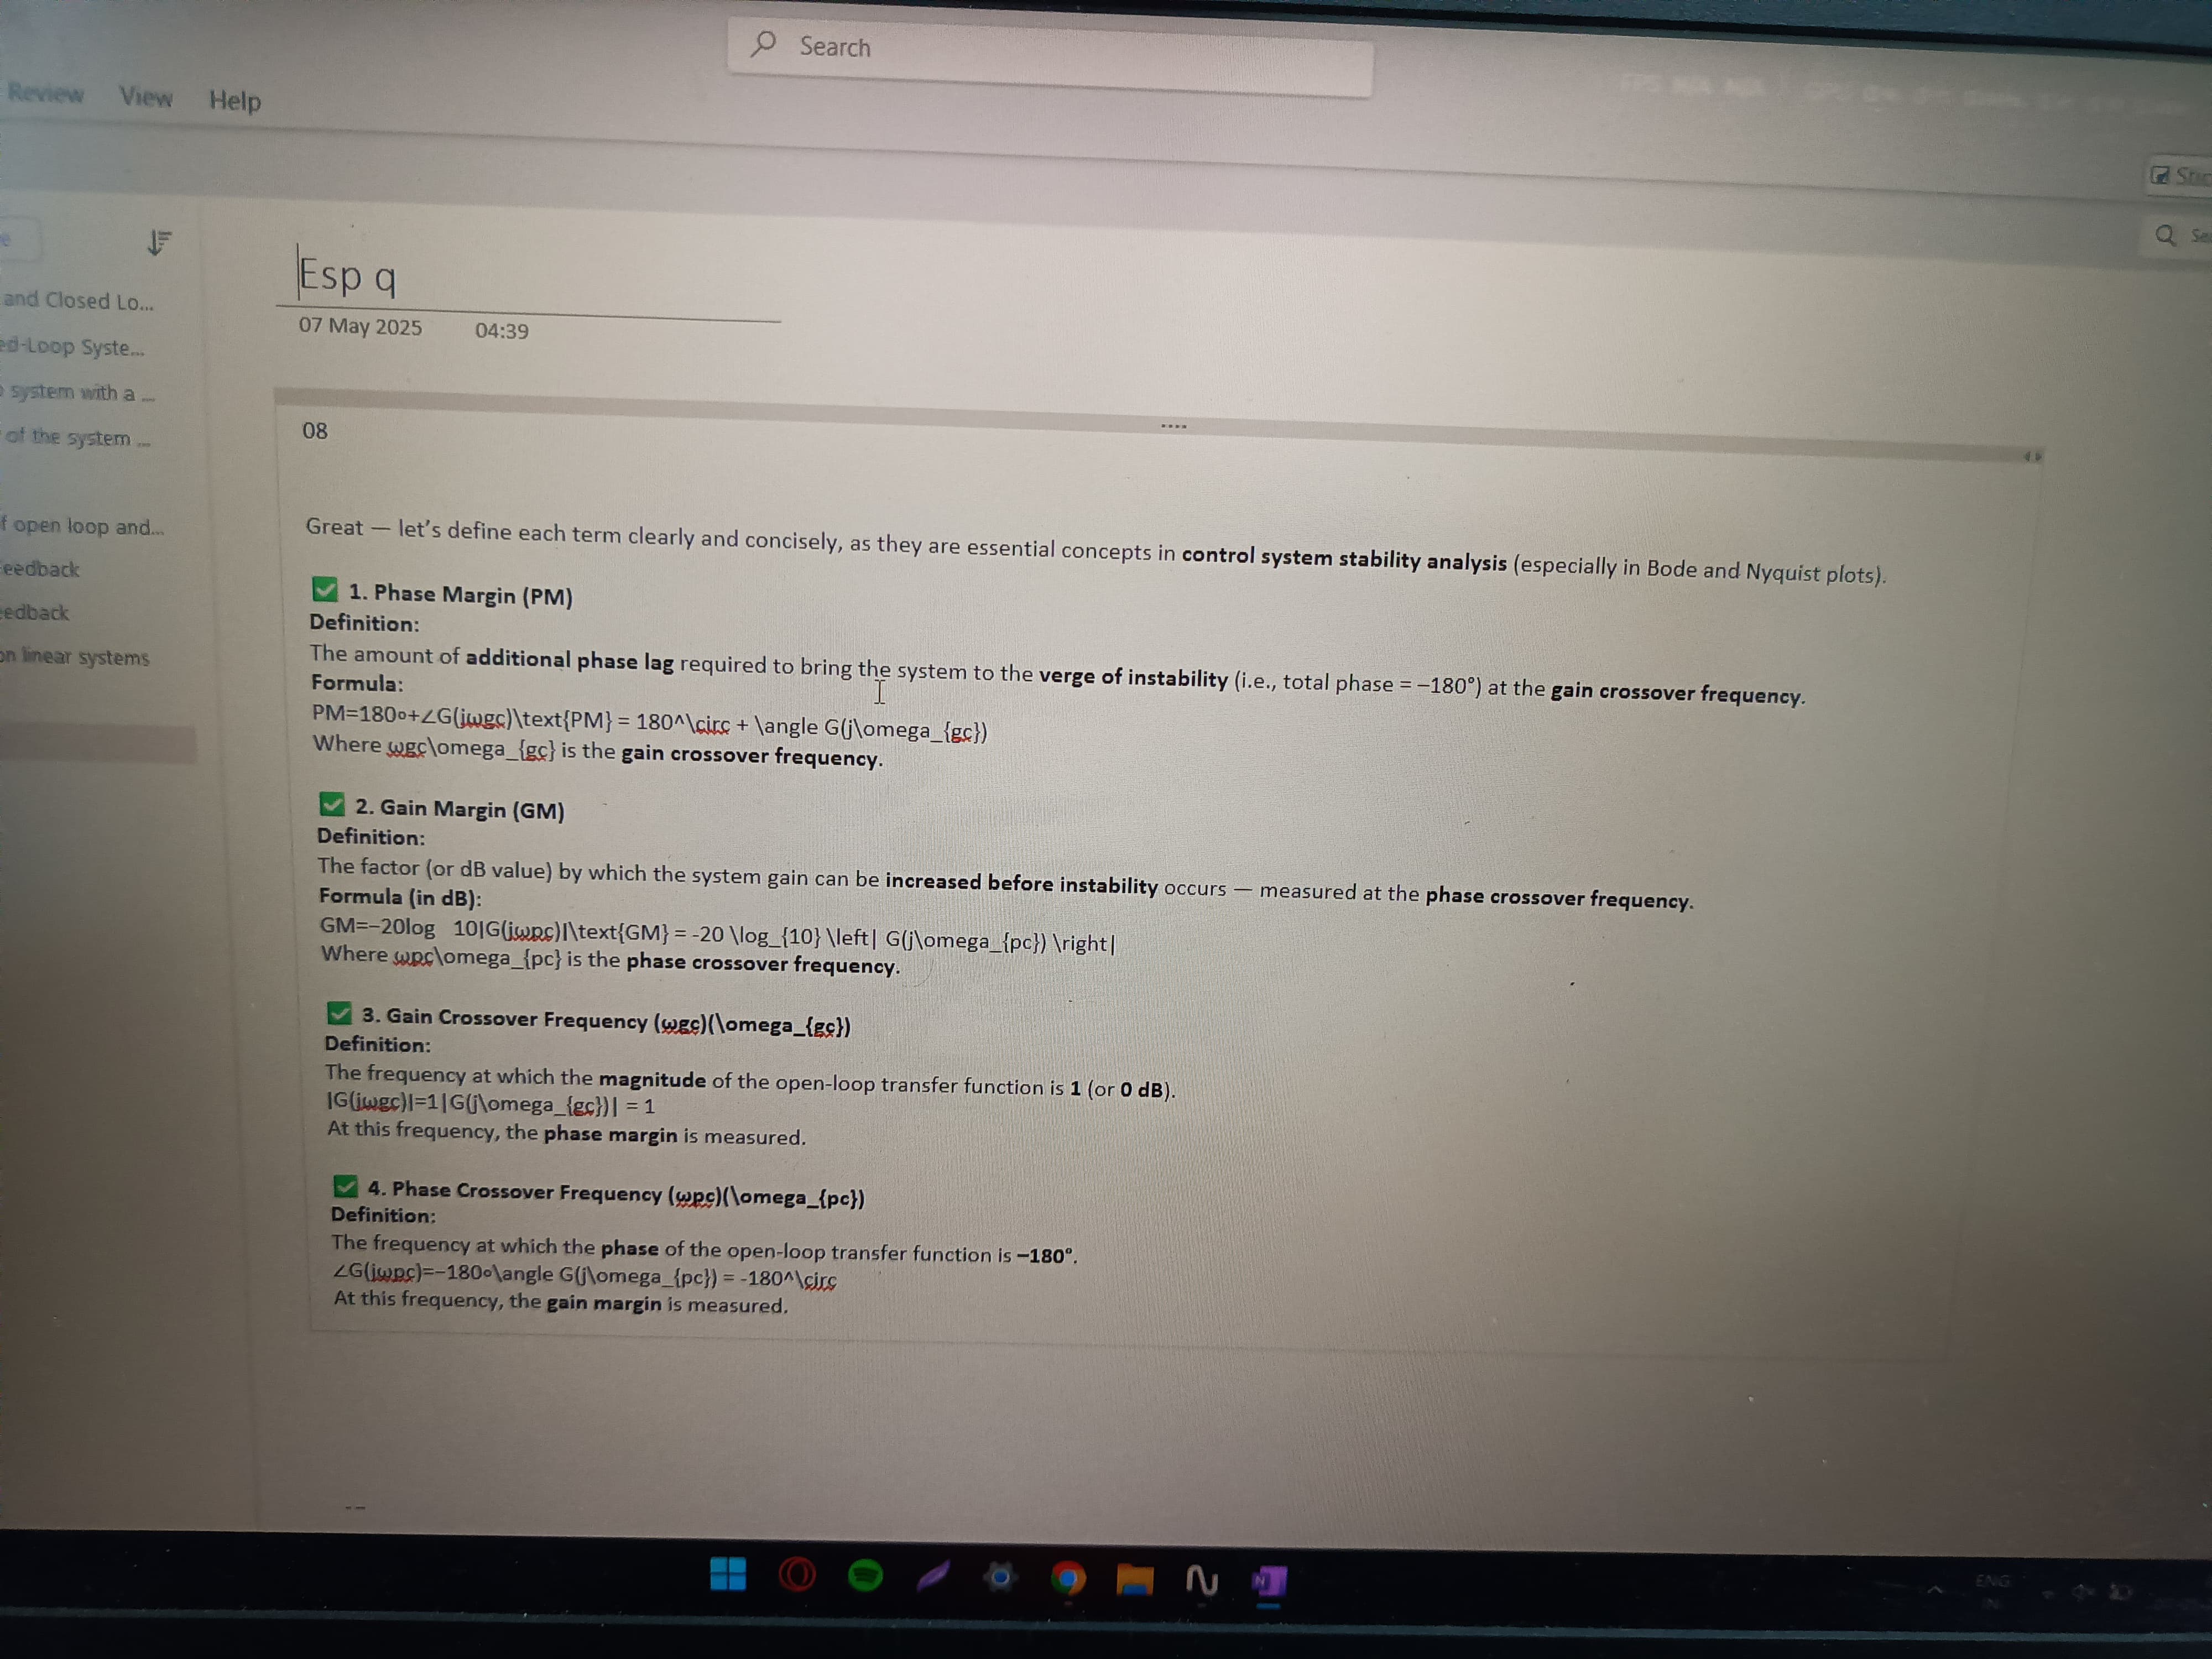 Search
Review View Help
Esp q
07 May 2025 04:39
and Closed Lo...
ed-Loop Syste...
system with a ...
of the system ...
f open loop and...
eedback
eedback
on linear systems
08
Great — let's define each term clearly and concisely, as they are essential concepts in control system stability analysis (especially in Bode and Nyquist plots).
✅ 1. Phase Margin (PM)
Definition:
The amount of additional phase lag required to bring the system to the verge of instability (i.e., total phase = −180°) at the gain crossover frequency.
Formula:
PM=180∘+∠G(jωgc)\text{PM} = 180^\circ + \angle G(j\omega_{gc})
Where ωgc\omega_{gc} is the gain crossover frequency.
✅ 2. Gain Margin (GM)
Definition:
The factor (or dB value) by which the system gain can be increased before instability occurs — measured at the phase crossover frequency.
Formula (in dB):
GM=−20log 10|G(jωpc)|\text{GM} = -20 \log_{10} \left| G(j\omega_{pc}) \right|
Where ωpc\omega_{pc} is the phase crossover frequency.
✅ 3. Gain Crossover Frequency (ωgc)(\omega_{gc})
Definition:
The frequency at which the magnitude of the open-loop transfer function is 1 (or 0 dB).
|G(jωgc)|=1|G(j\omega_{gc})| = 1
At this frequency, the phase margin is measured.
✅ 4. Phase Crossover Frequency (ωpc)(\omega_{pc})
Definition:
The frequency at which the phase of the open-loop transfer function is −180°.
∠G(jωpc)=−180∘\angle G(j\omega_{pc}) = -180^\circ
At this frequency, the gain margin is measured.
ENG